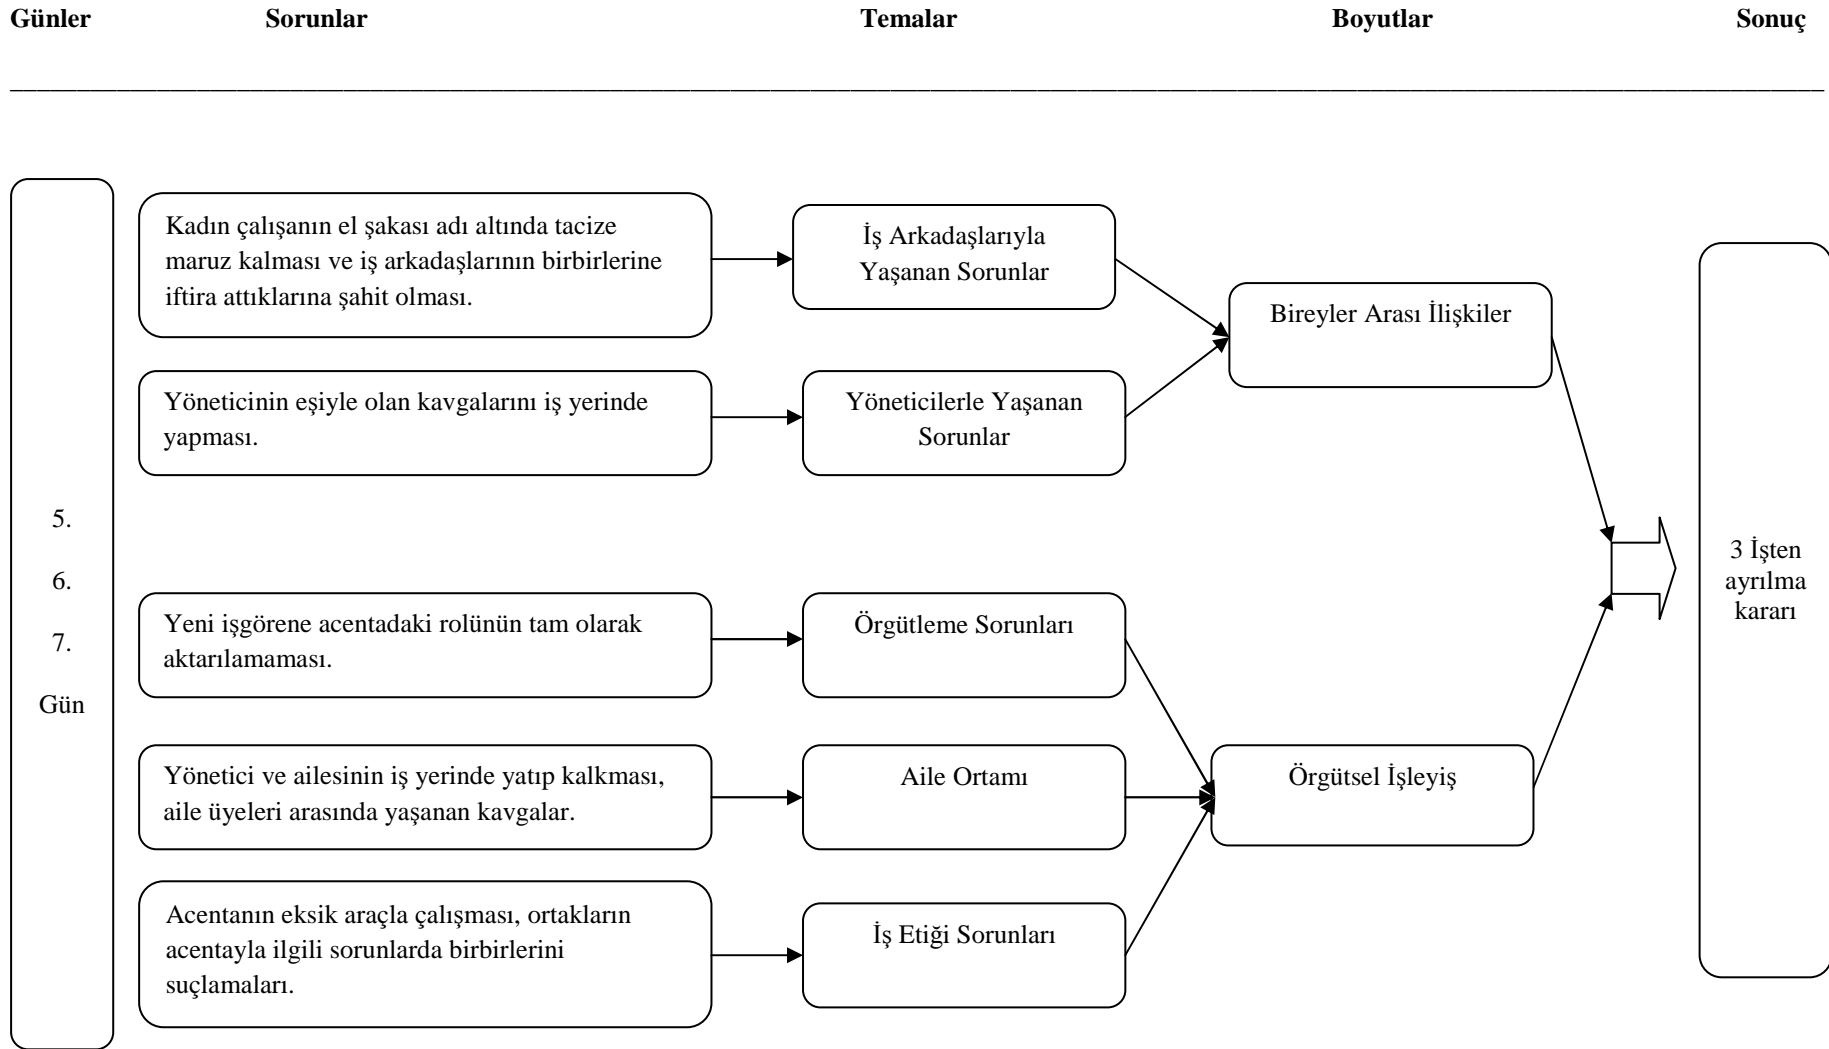 Günler Sorunlar Temalar Boyutlar Sonuç
5.
6.
7.
Gün
Kadın çalışanın el şakası adı altında tacize
maruz kalması ve iş arkadaşlarının birbirlerine
iftira attıklarına şahit olması.
İş Arkadaşlarıyla
Yaşanan Sorunlar
Bireyler Arası İlişkiler
Yöneticinin eşiyle olan kavgalarını iş yerinde
yapması.
Yöneticilerle Yaşanan
Sorunlar
Yeni işgörene acentadaki rolünün tam olarak
aktarılamaması.
Örgütleme Sorunları
Yönetici ve ailesinin iş yerinde yatıp kalkması,
aile üyeleri arasında yaşanan kavgalar.
Aile Ortamı
Örgütsel İşleyiş
Acentanın eksik araçla çalışması, ortakların
acentayla ilgili sorunlarda birbirlerini
suçlamaları.
İş Etiği Sorunları
3 İşten
ayrılma
kararı